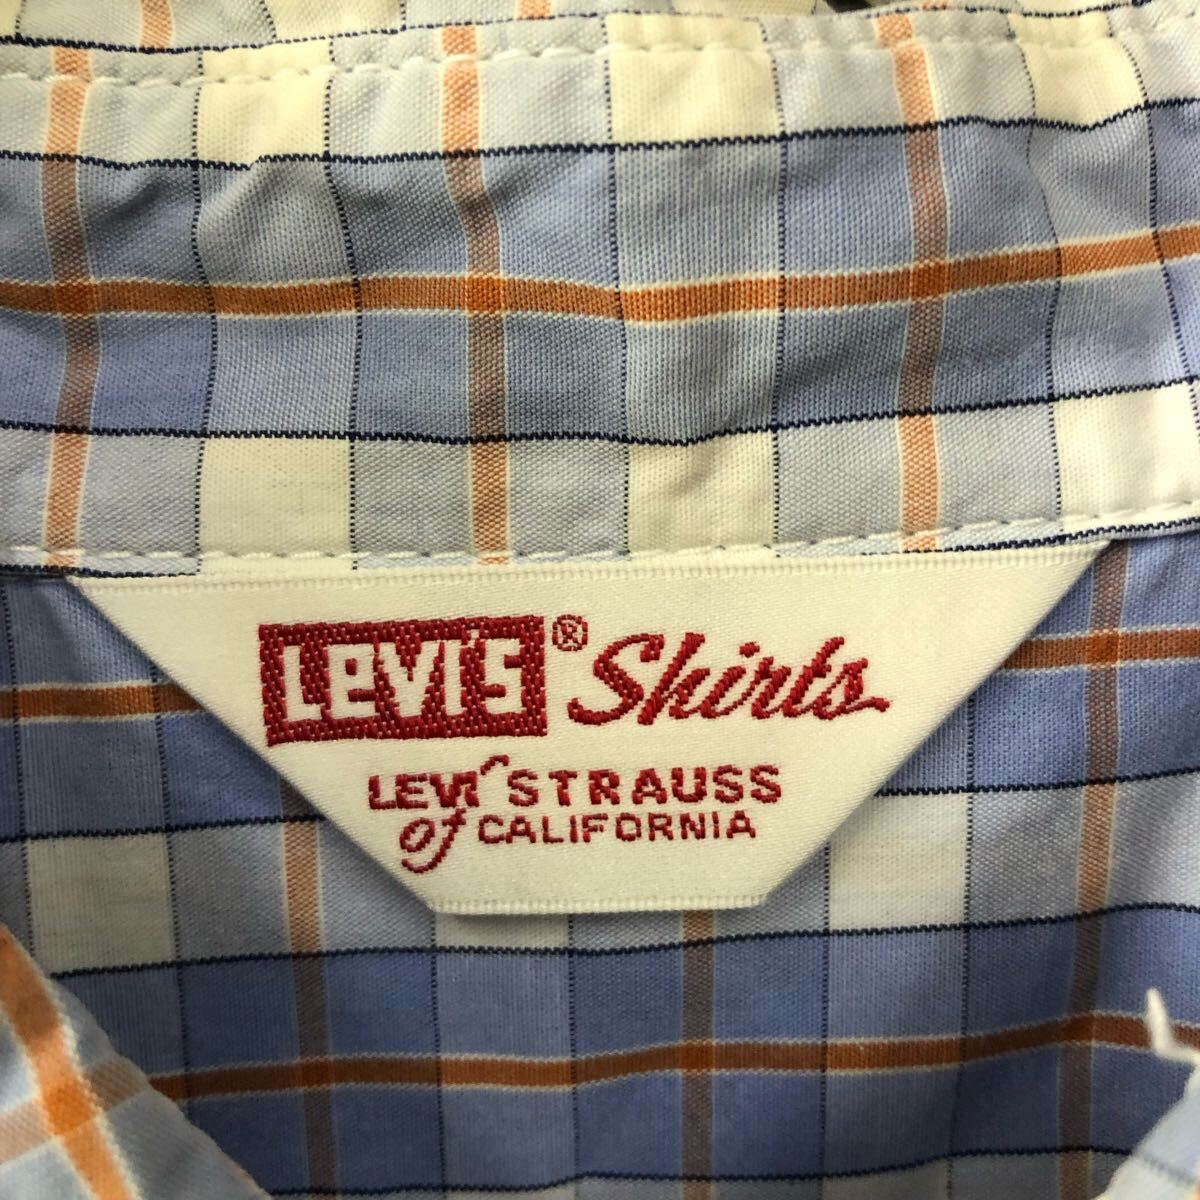 LEVI'S® Shirts
LEVI STRAUSS
of CALIFORNIA